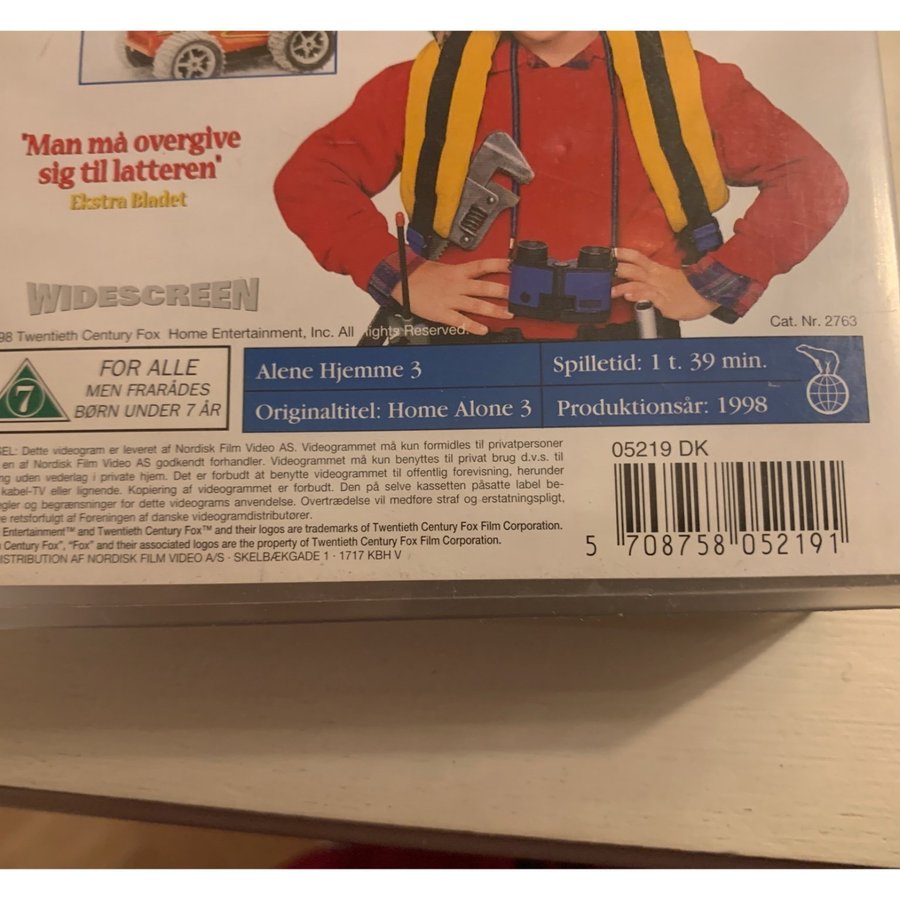 'Man må overgive
sig til latteren'
Ekstra Bladet
WIDESCREEN
98 Twentieth Century Fox Home Entertainment, Inc. All rights Reserved.
Cat. Nr. 2763
7
FOR ALLE
MEN FRARÅDES
BØRN UNDER 7 ÅR
Alene Hjemme 3
Spilletid: 1 t. 39 min.
Originaltitel: Home Alone 3
Produktionsår: 1998
SEL: Dette videogram er leveret af Nordisk Film Video AS. Videogrammet må kun formidles til privatpersoner
en af Nordisk Film Video AS godkendt forhandler. Videogrammet må kun benyttes til privat brug d.v.s. til
ng uden vederlag i private hjem. Det er forbudt at benytte videogrammet til offentlig forevisning, herunder
kabel-TV eller lignende. Kopiering af videogrammet er forbudt. Den på selve kassetten påsatte label be-
egler og begrænsninger for dette videograms anvendelse. Overtrædelse vil medføre straf og erstatningspligt,
e retsforfulgt af Foreningen af danske videogramdistributører.
Entertainment™ and Twentieth Century Fox™ and their logos are trademarks of Twentieth Century Fox Film Corporation.
Century Fox", "Fox" and their associated logos are the property of Twentieth Century Fox Film Corporation.
ISTRIBUTION AF NORDISK FILM VIDEO A/S · SKELBÆKGADE 1 · 1717 KBH V
05219 DK
5 708758 052191